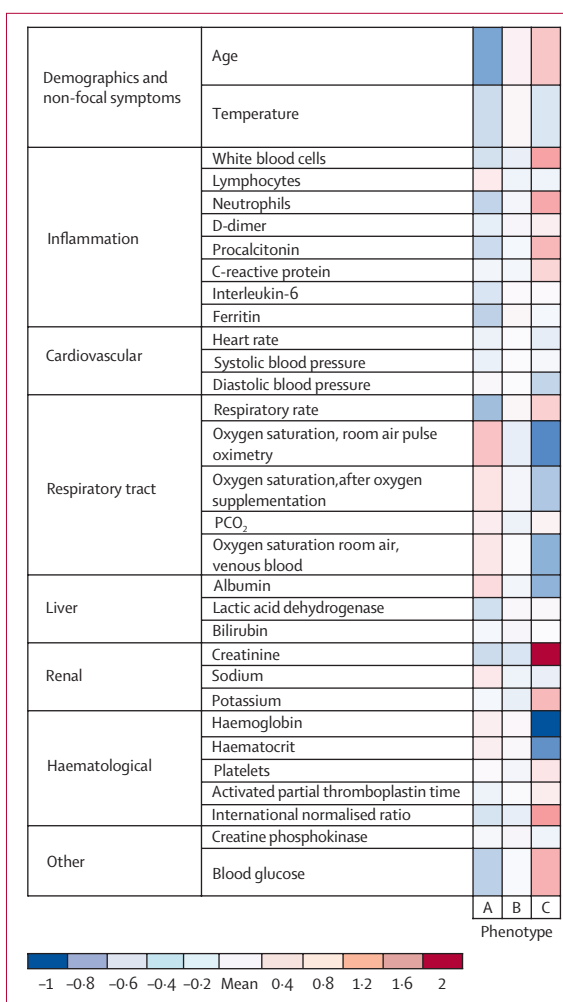 Demographics and
non-focal symptoms
Age
Temperature
Inflammation
White blood cells
Lymphocytes
Neutrophils
D-dimer
Procalcitonin
C-reactive protein
Interleukin-6
Ferritin
Cardiovascular
Heart rate
Systolic blood pressure
Diastolic blood pressure
Respiratory tract
Respiratory rate
Oxygen saturation, room air pulse
oximetry
Oxygen saturation,after oxygen
supplementation
PCO₂
Oxygen saturation room air,
venous blood
Liver
Albumin
Lactic acid dehydrogenase
Bilirubin
Renal
Creatinine
Sodium
Potassium
Haematological
Haemoglobin
Haematocrit
Platelets
Activated partial thromboplastin time
International normalised ratio
Other
Creatine phosphokinase
Blood glucose
A B C
Phenotype
–1 –0·8 –0·6 –0·4 –0·2 Mean 0·4 0·8 1·2 1·6 2